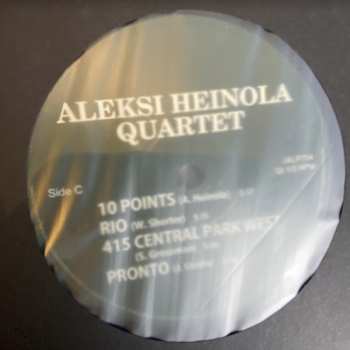 ALEKSI HEINOLA
QUARTET
Side C
10 POINTS (A. Heinola)
RIO (W. Shorter)
415 CENTRAL PARK WEST
(S. Grossman)
PRONTO